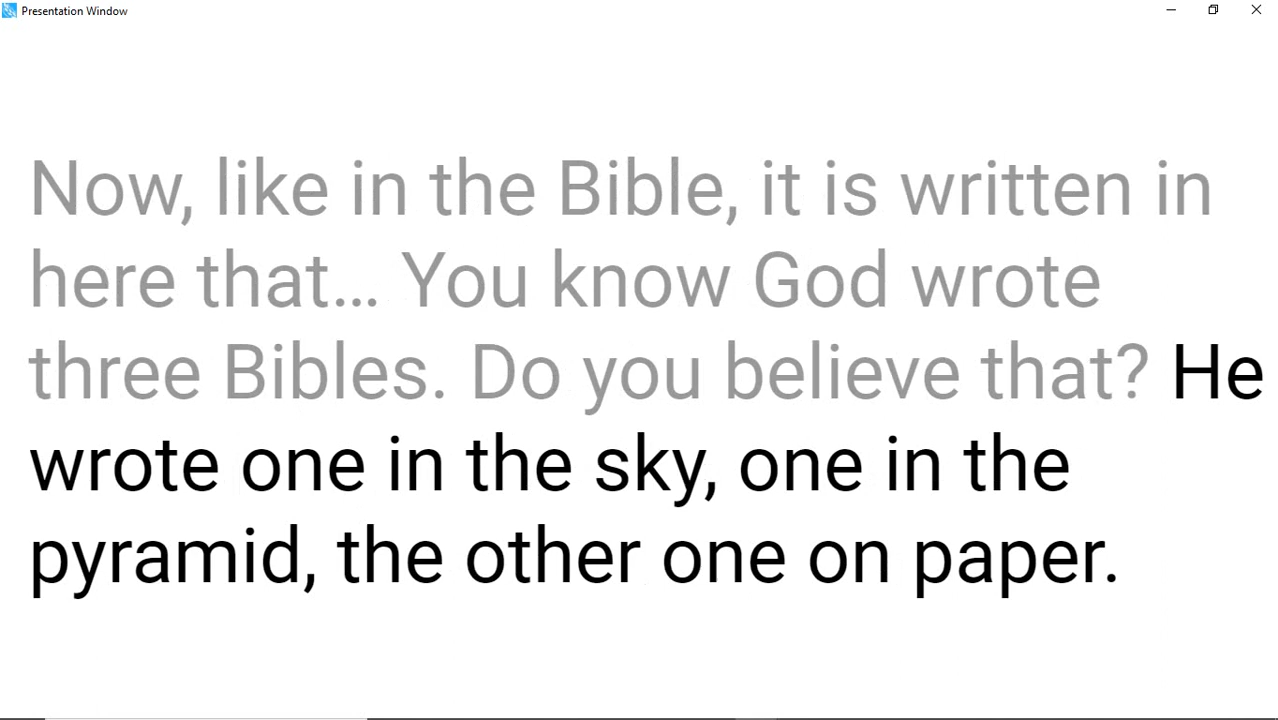 Presentation Window
Now, like in the Bible, it is written in
here that... You know God wrote
three Bibles. Do you believe that? He
wrote one in the sky, one in the
pyramid, the other one on paper.